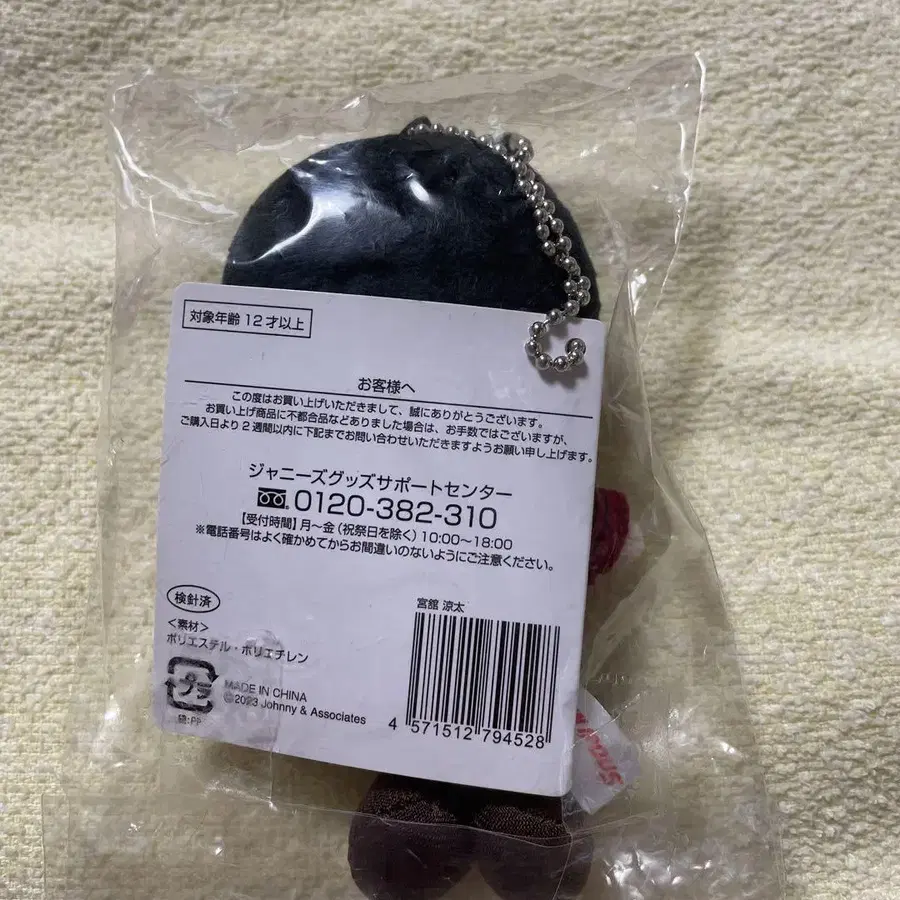 対象年齢 12才以上
お客様へ
この度はお買い上げいただきまして、誠にありがとうございます。
お買い上げ商品に不都合品などありました場合は、お手数ではございますが、
ご購入日より2週間以内に下記までお問い合わせいただきますようお願い申し上げます。
ジャニーズグッズサポートセンター
0120-382-310
【受付時間】月〜金(祝祭日を除く)10:00〜18:00
※電話番号はよく確かめてからお間違いのないようにご注意ください。
検針済
宮舘 涼太
<素材>
ポリエステル・ポリエチレン
プラ
MADE IN CHINA
©2023 Johnny & Associates
袋:PP
4 571512 794528